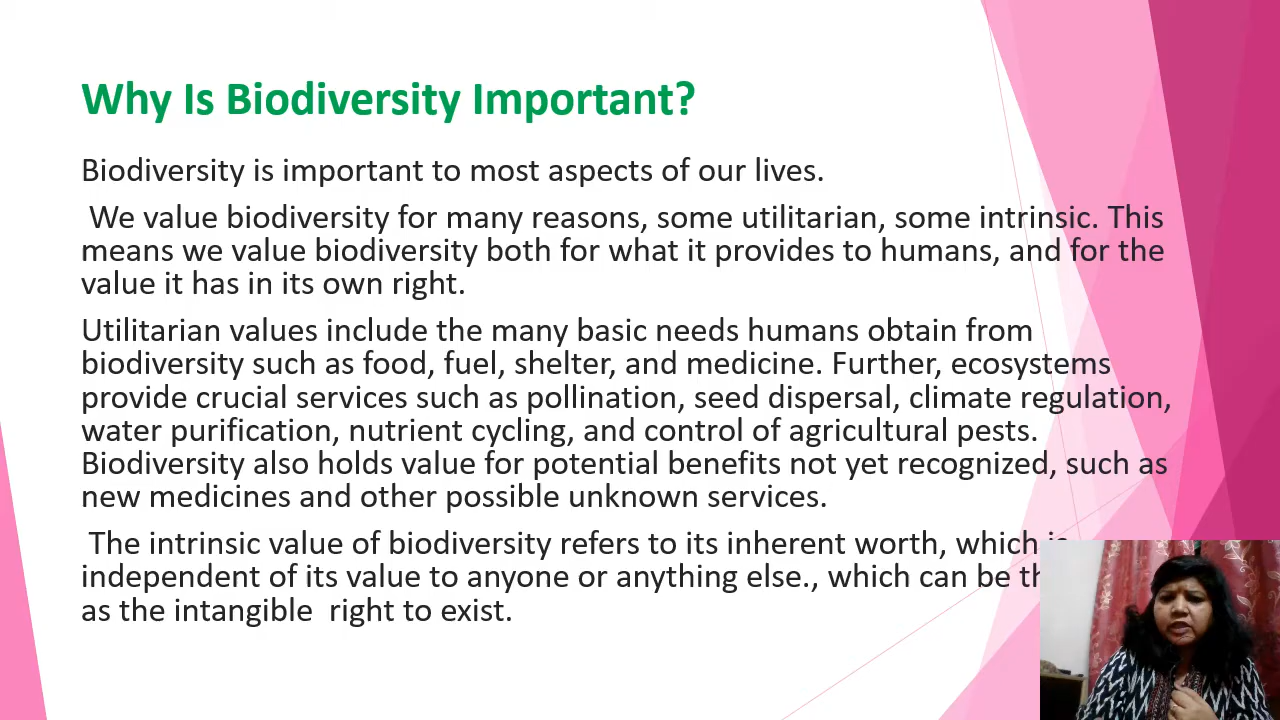 Why Is Biodiversity Important?
Biodiversity is important to most aspects of our lives.
We value biodiversity for many reasons, some utilitarian, some intrinsic. This
means we value biodiversity both for what it provides to humans, and for the
value it has in its own right.
Utilitarian values include the many basic needs humans obtain from
biodiversity such as food, fuel, shelter, and medicine. Further, ecosystems
provide crucial services such as pollination, seed dispersal, climate regulation,
water purification, nutrient cycling, and control of agricultural pests.
Biodiversity also holds value for potential benefits not yet recognized, such as
new medicines and other possible unknown services.
The intrinsic value of biodiversity refers to its inherent worth, which is
independent of its value to anyone or anything else., which can be
as the intangible  right to exist.